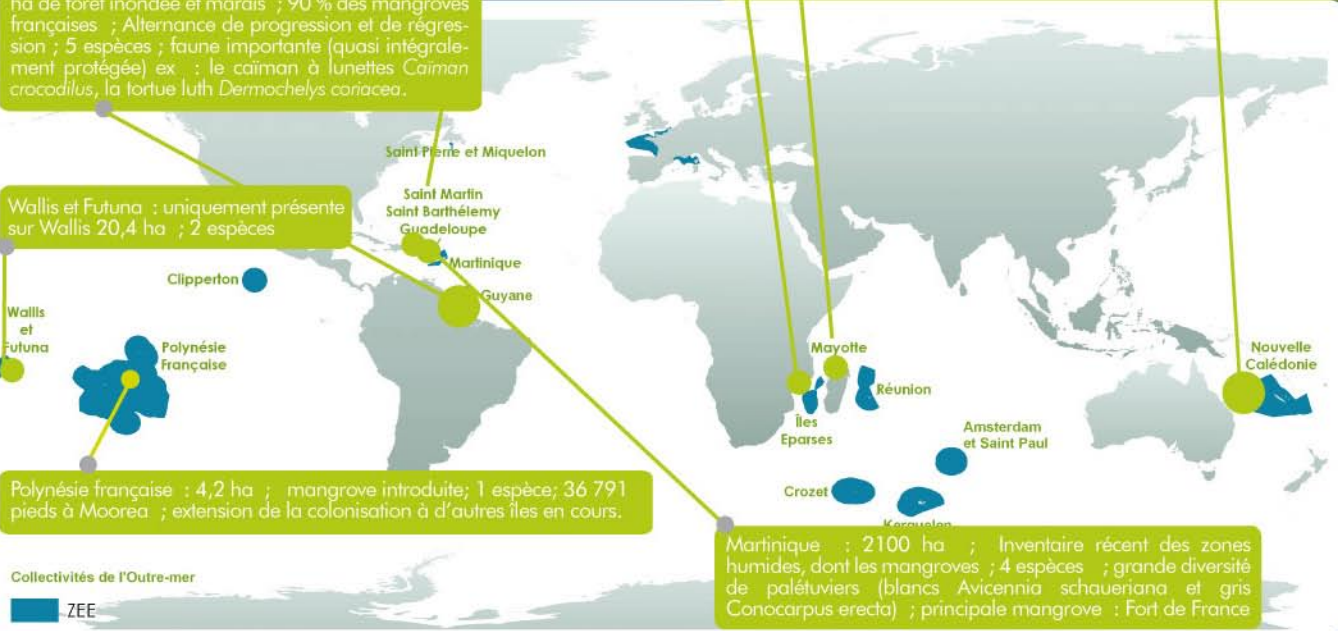 ha de forêt inondée et marais ; 90 % des mangroves
françaises ; Alternance de progression et de régres-
sion ; 5 espèces ; faune importante (quasi intégrale-
ment protégée) ex : le caïman à lunettes Caïman
crocodilus, la tortue luth Dermochelys coriacea.
Saint Pierre et Miquelon
Saint Martin
Saint Barthélemy
Guadeloupe
Martinique
Guyane
Wallis et Futuna : uniquement présente
sur Wallis 20,4 ha ; 2 espèces
Clipperton
Wallis
et
Futuna
Polynésie
Française
Mayotte
Réunion
Îles
Eparses
Nouvelle
Calédonie
Amsterdam
et Saint Paul
Crozet
Kerguelen
Polynésie française : 4,2 ha ; mangrove introduite; 1 espèce; 36 791
pieds à Moorea ; extension de la colonisation à d'autres îles en cours.
Martinique : 2100 ha ; Inventaire récent des zones
humides, dont les mangroves ; 4 espèces ; grande diversité
de palétuviers (blancs Avicennia schaueriana et gris
Conocarpus erecta) ; principale mangrove : Fort de France
Collectivités de l'Outre-mer
ZEE